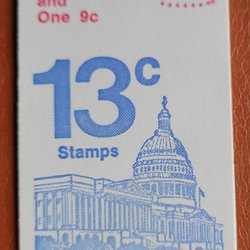 and
One 9c
13c
Stamps